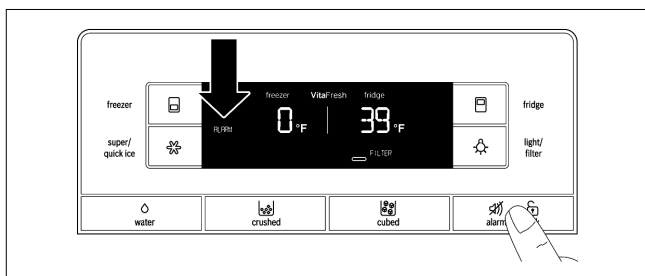 freezer VitaFresh fridge
freezer
ALARM 0 °F 39 °F
fridge
super/
quick ice
FILTER
light/
filter
water crushed cubed alarm